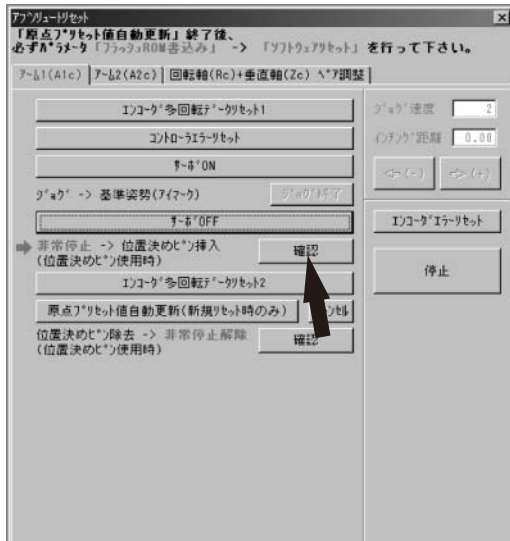 アブソリュートリセット
「原点プリセット値自動更新」終了後、
必ずパラメータ「フラッシュROM書込み」 -> 「ソフトウェアリセット」 を行って下さい。
アーム1(A1c)
アーム2(A2c)
回転軸(Rc)+垂直軸(Zc) ペア調整
エンコーダ多回転データリセット1
コントローラエラーリセット
サーボON
ジョグ -> 基準姿勢(アイマーク)
ジョグ終了
サーボOFF
非常停止 -> 位置決めピン挿入
(位置決めピン使用時)
確認
エンコーダ多回転データリセット2
原点プリセット値自動更新(新規リセット時のみ)
位置決めピン除去 -> 非常停止解除
(位置決めピン使用時)
確認
ジョグ速度
2
インチング距離
0.00
<-(-)
->(+)
エンコーダエラーリセット
停止